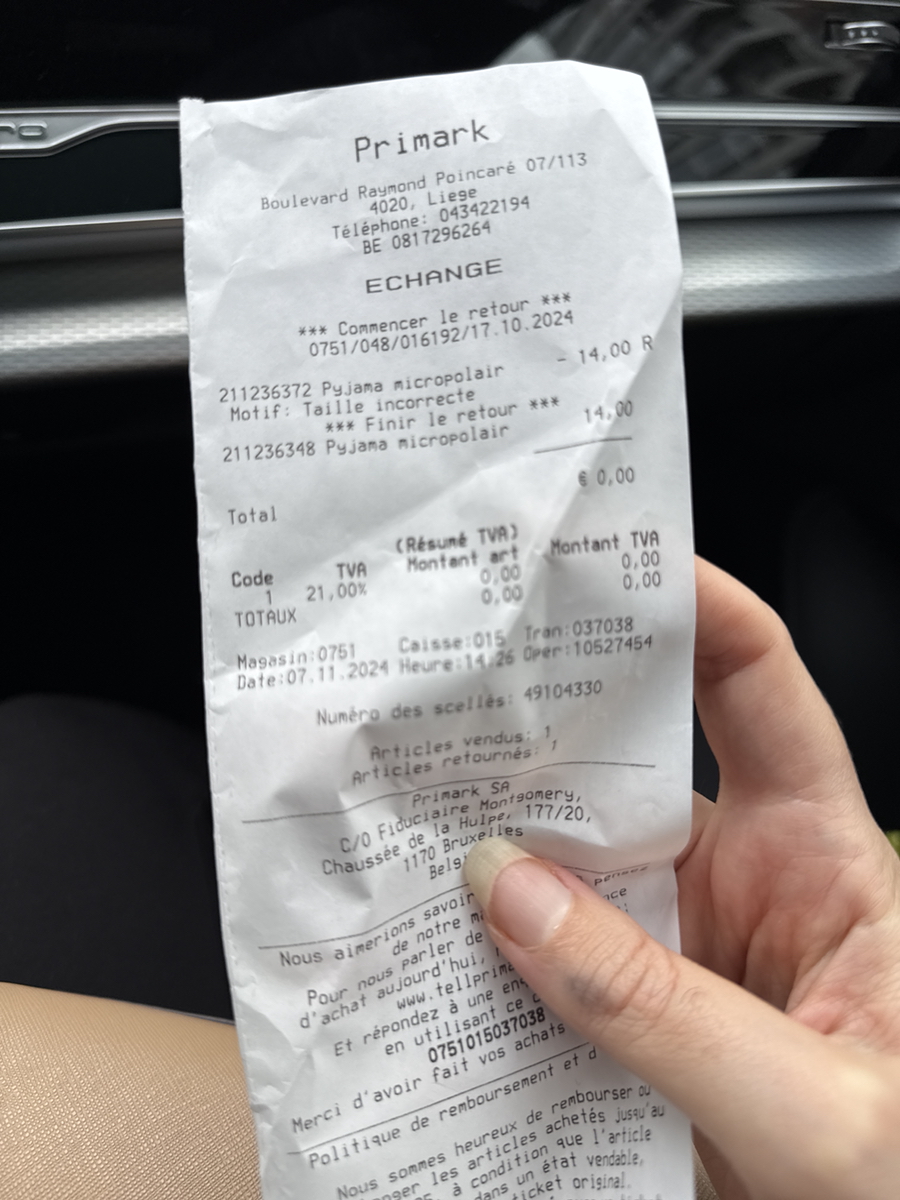 Primark
Boulevard Raymond Poincaré 07/113
4020, Liege
Téléphone: 043422194
BE 0817296264
ECHANGE
*** Commencer le retour ***
0751/048/016192/17.10.2024
211236372 Pyjama micropolair - 14,00 R
Motif: Taille incorrecte
*** Finir le retour ***
211236348 Pyjama micropolair 14,00
Total € 0,00
(Résumé TVA)
Code TVA Montant art Montant TVA
1 21,00% 0,00 0,00
TOTAUX 0,00 0,00
Magasin:0751 Caisse:015 Tran:037038
Date:07.11.2024 Heure:14:26 Oper:10527454
Numéro des scellés: 49104330
Articles vendus: 1
Articles retournés: 1
Primark SA
C/O Fiduciaire Montgomery,
Chaussée de la Hulpe, 177/20,
1170 Bruxelles
Belgi
Nous aimerions savoir
de notre
Pour nous parler de
d'achat aujourd'hui,
www.tellprima
Et répondez à une en
en utilisant ce c
0751015037038
Merci d'avoir fait vos achats
Politique de remboursement et d
Nous sommes heureux de rembourser ou
anger les articles achetés jusqu'au
à condition que l'article
dans un état vendable,
ticket original.